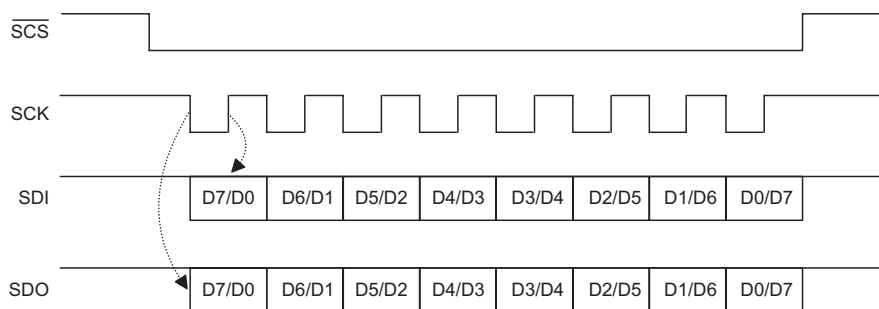 SCS
SCK
SDI D7/D0 D6/D1 D5/D2 D4/D3 D3/D4 D2/D5 D1/D6 D0/D7
SDO D7/D0 D6/D1 D5/D2 D4/D3 D3/D4 D2/D5 D1/D6 D0/D7